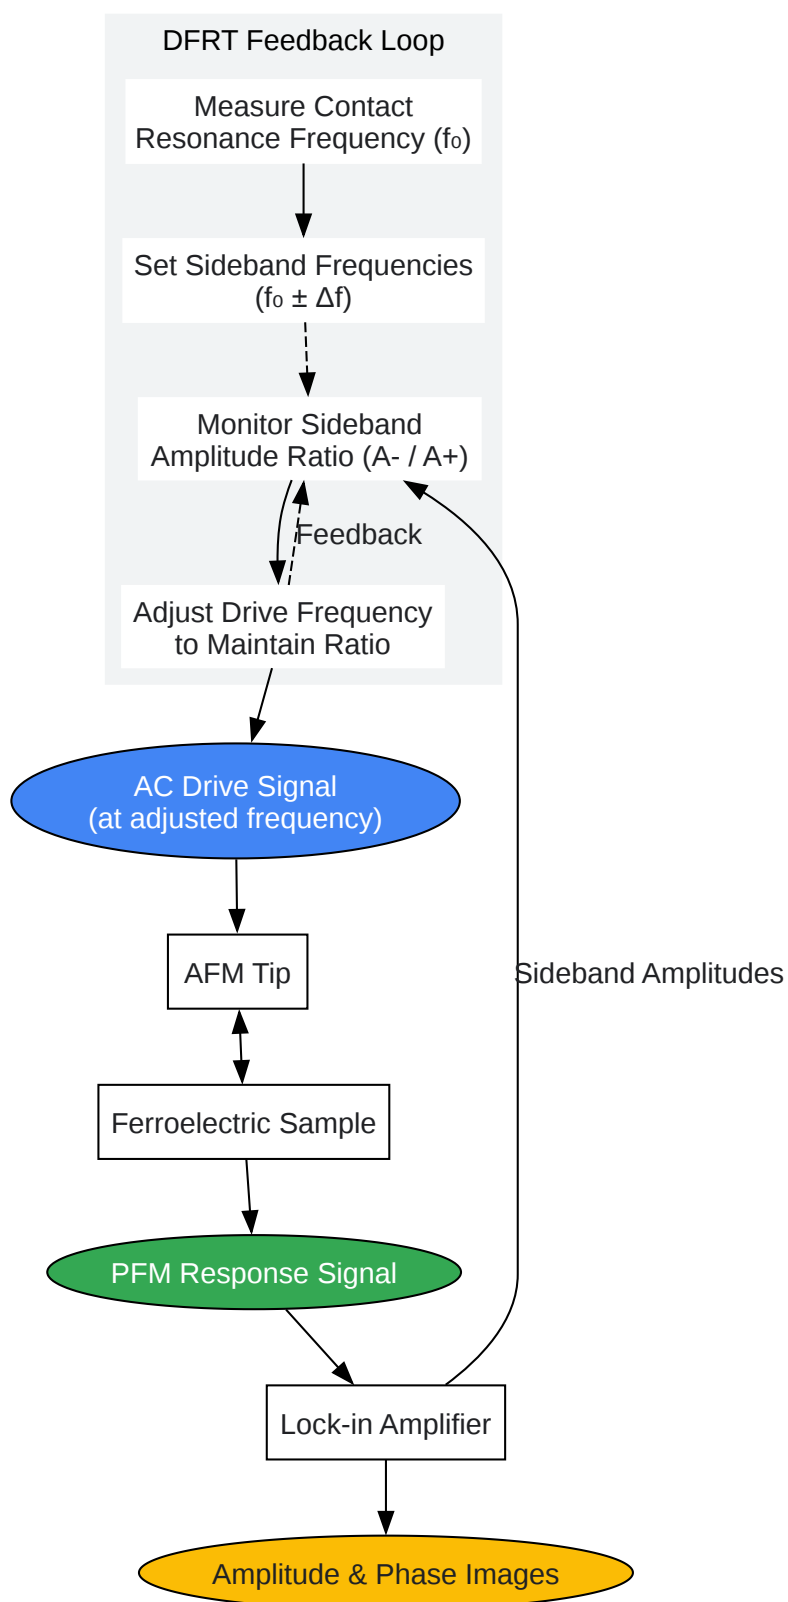 DFRT Feedback Loop
Measure Contact
Resonance Frequency (f₀)
Set Sideband Frequencies
(f₀ ± Δf)
Monitor Sideband
Amplitude Ratio (A- / A+)
Feedback
Adjust Drive Frequency
to Maintain Ratio
AC Drive Signal
(at adjusted frequency)
AFM Tip
Sideband Amplitudes
Ferroelectric Sample
PFM Response Signal
Lock-in Amplifier
Amplitude & Phase Images